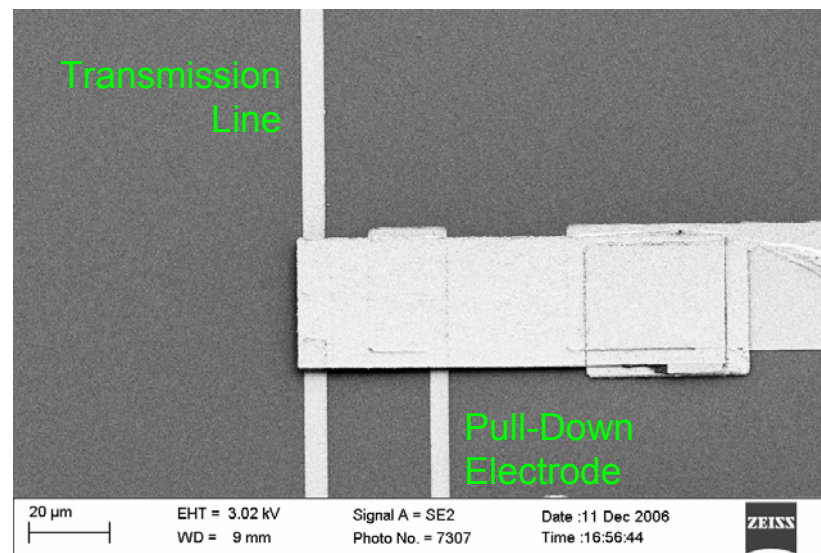 Transmission
Line
Pull-Down
Electrode
20 µm
EHT = 3.02 kV
WD = 9 mm
Signal A = SE2
Photo No. = 7307
Date :11 Dec 2006
Time :16:56:44
ZEISS